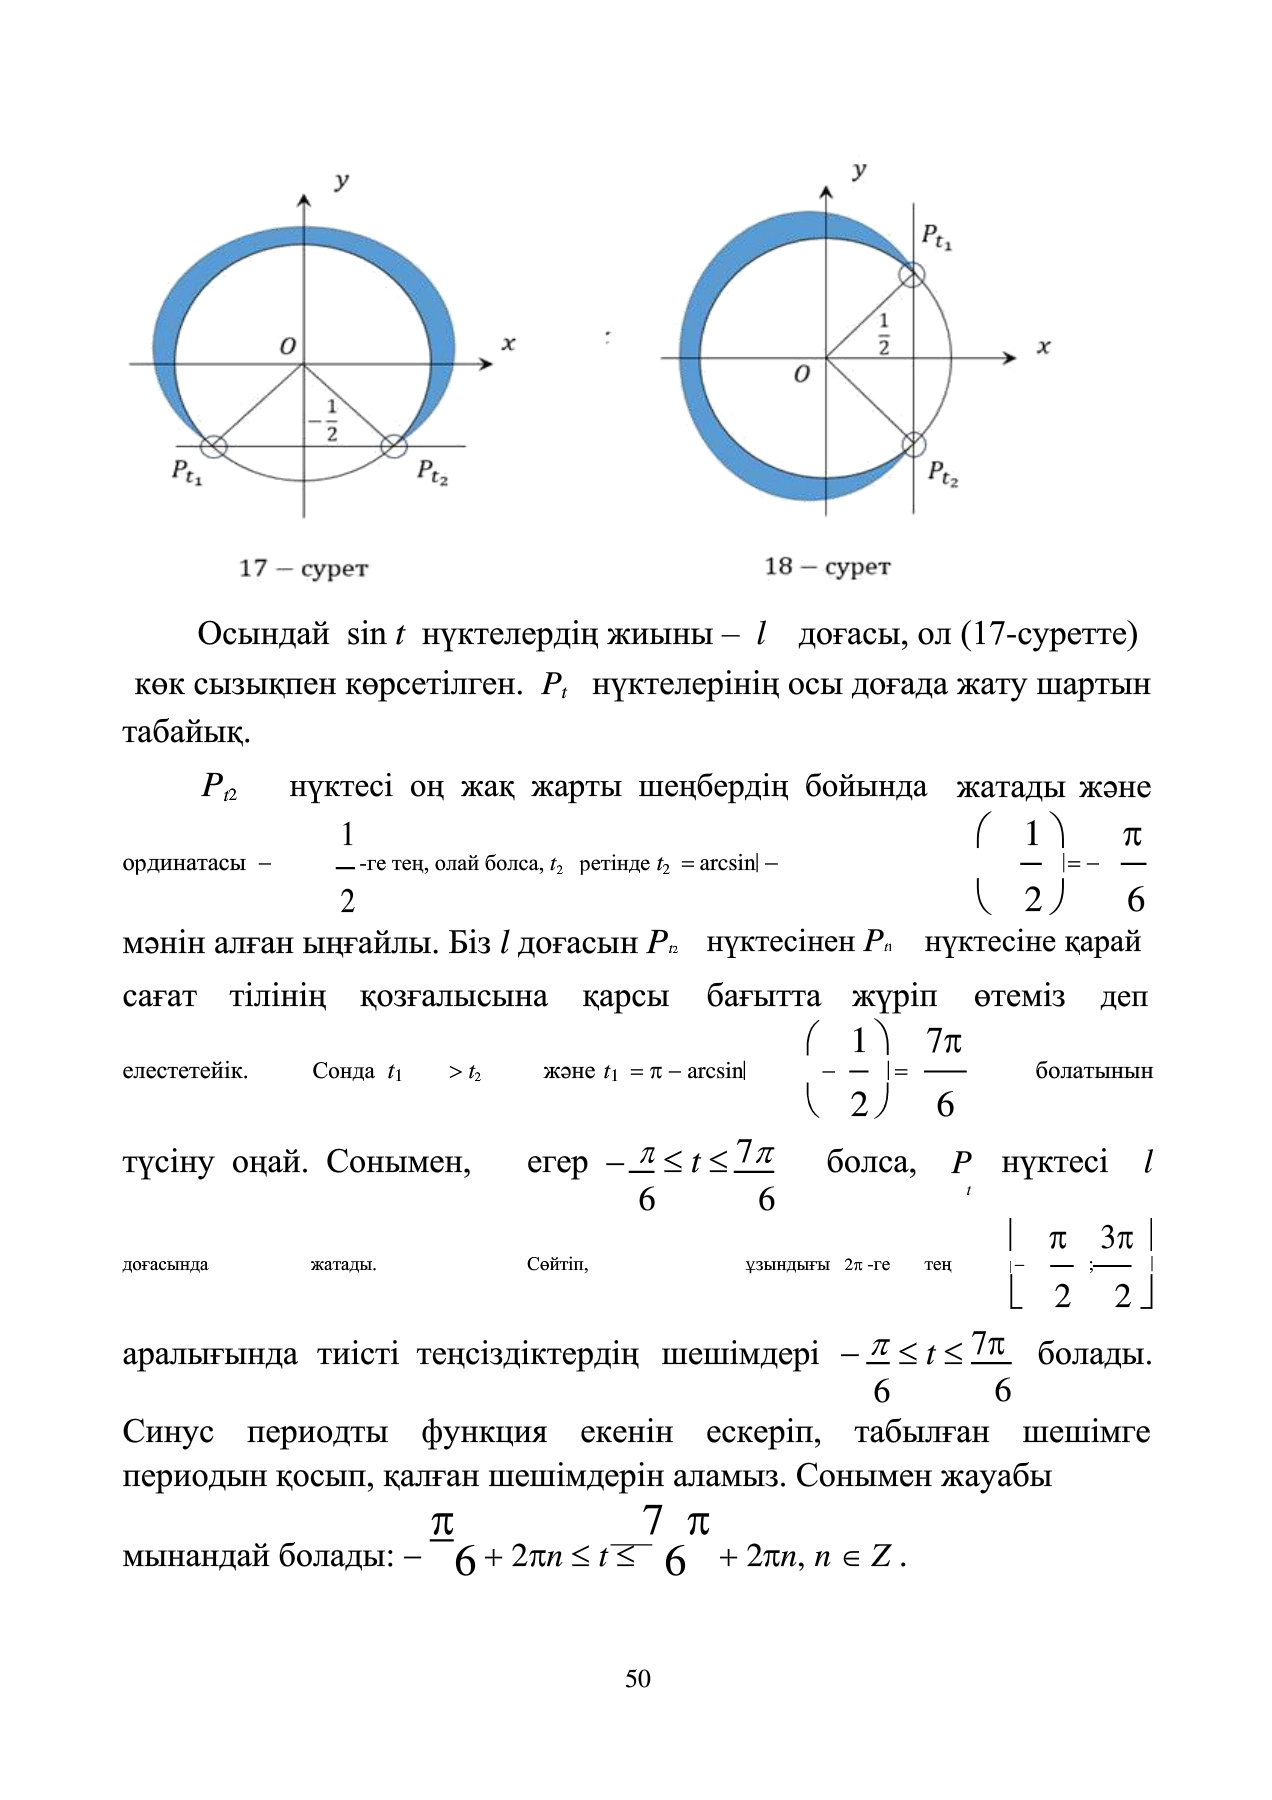 y
O
x
−1/2
Pt1
Pt2
17 − сурет
:
y
Pt1
1/2
x
O
Pt2
18 − сурет
Осындай sin t нүктелердің жиыны – l доғасы, ол (17-суретте)
көк сызықпен көрсетілген. Pt нүктелерінің осы доғада жату шартын
табайық.
Pt2 нүктесі оң жақ жарты шеңбердің бойында жатады және
ординатасы − 1/2 -ге тең, олай болса, t2 ретінде t2 = arcsin(− 1/2) = − π/6
мәнін алған ыңғайлы. Біз l доғасын Pt2 нүктесінен Pt1 нүктесіне қарай
сағат тілінің қозғалысына қарсы бағытта жүріп өтеміз деп
елестетейік. Сонда t1 > t2 және t1 = π − arcsin(− 1/2) = 7π/6 болатынын
түсіну оңай. Сонымен, егер − π/6 ≤ t ≤ 7π/6 болса, Pt нүктесі l
доғасында жатады. Сөйтіп, ұзындығы 2π -ге тең [− π/2 ; 3π/2]
аралығында тиісті теңсіздіктердің шешімдері − π/6 ≤ t ≤ 7π/6 болады.
Синус периодты функция екенін ескеріп, табылған шешімге
периодын қосып, қалған шешімдерін аламыз. Сонымен жауабы
мынандай болады: − π/6 + 2πn ≤ t ≤ 7π/6 + 2πn, n ∈ Z .
50